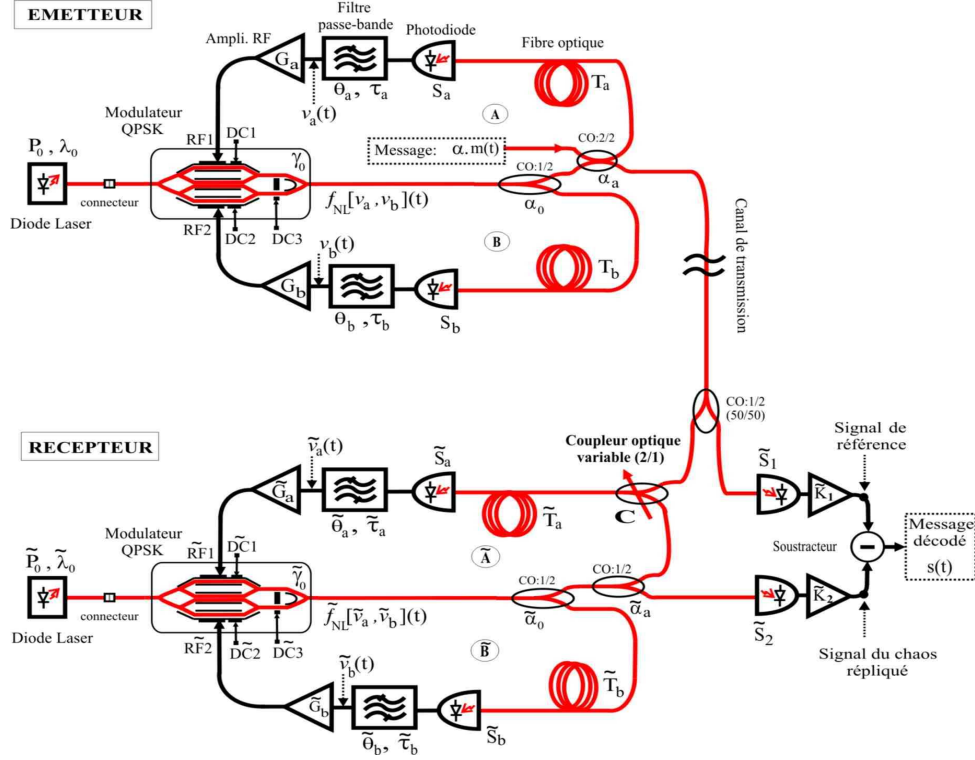 EMETTEUR
Filtre
passe-bande
Ampli. RF
Photodiode
Fibre optique
G_a
θ_a , τ_a
S_a
T_a
v_a(t)
A
Modulateur
QPSK
RF1
DC1
P_0 , λ_0
γ_0
Message: α.m(t)
CO:2/2
α_a
CO:1/2
α_0
connecteur
Diode Laser
f_NL[v_a , v_b](t)
RF2
DC2
DC3
B
v_b(t)
G_b
θ_b , τ_b
S_b
T_b
Canal de transmission
CO:1/2
(50/50)
RECEPTEUR
Coupleur optique
variable (2/1)
Signal de
référence
ṽ_a(t)
S̃_a
S̃_1
G̃_a
K̃_1
θ̃_a , τ̃_a
T̃_a
C
Modulateur
QPSK
R̃F1
D̃C1
Ã
Message
décodé
s(t)
Soustracteur
P̃_0 , λ̃_0
γ̃_0
CO:1/2
CO:1/2
α̃_0
α̃_a
connecteur
Diode Laser
f̃_NL[ṽ_a , ṽ_b](t)
K̃_2
S̃_2
R̃F2
D̃C2
D̃C3
B̃
ṽ_b(t)
Signal du chaos
répliqué
G̃_b
T̃_b
θ̃_b , τ̃_b
S̃_b